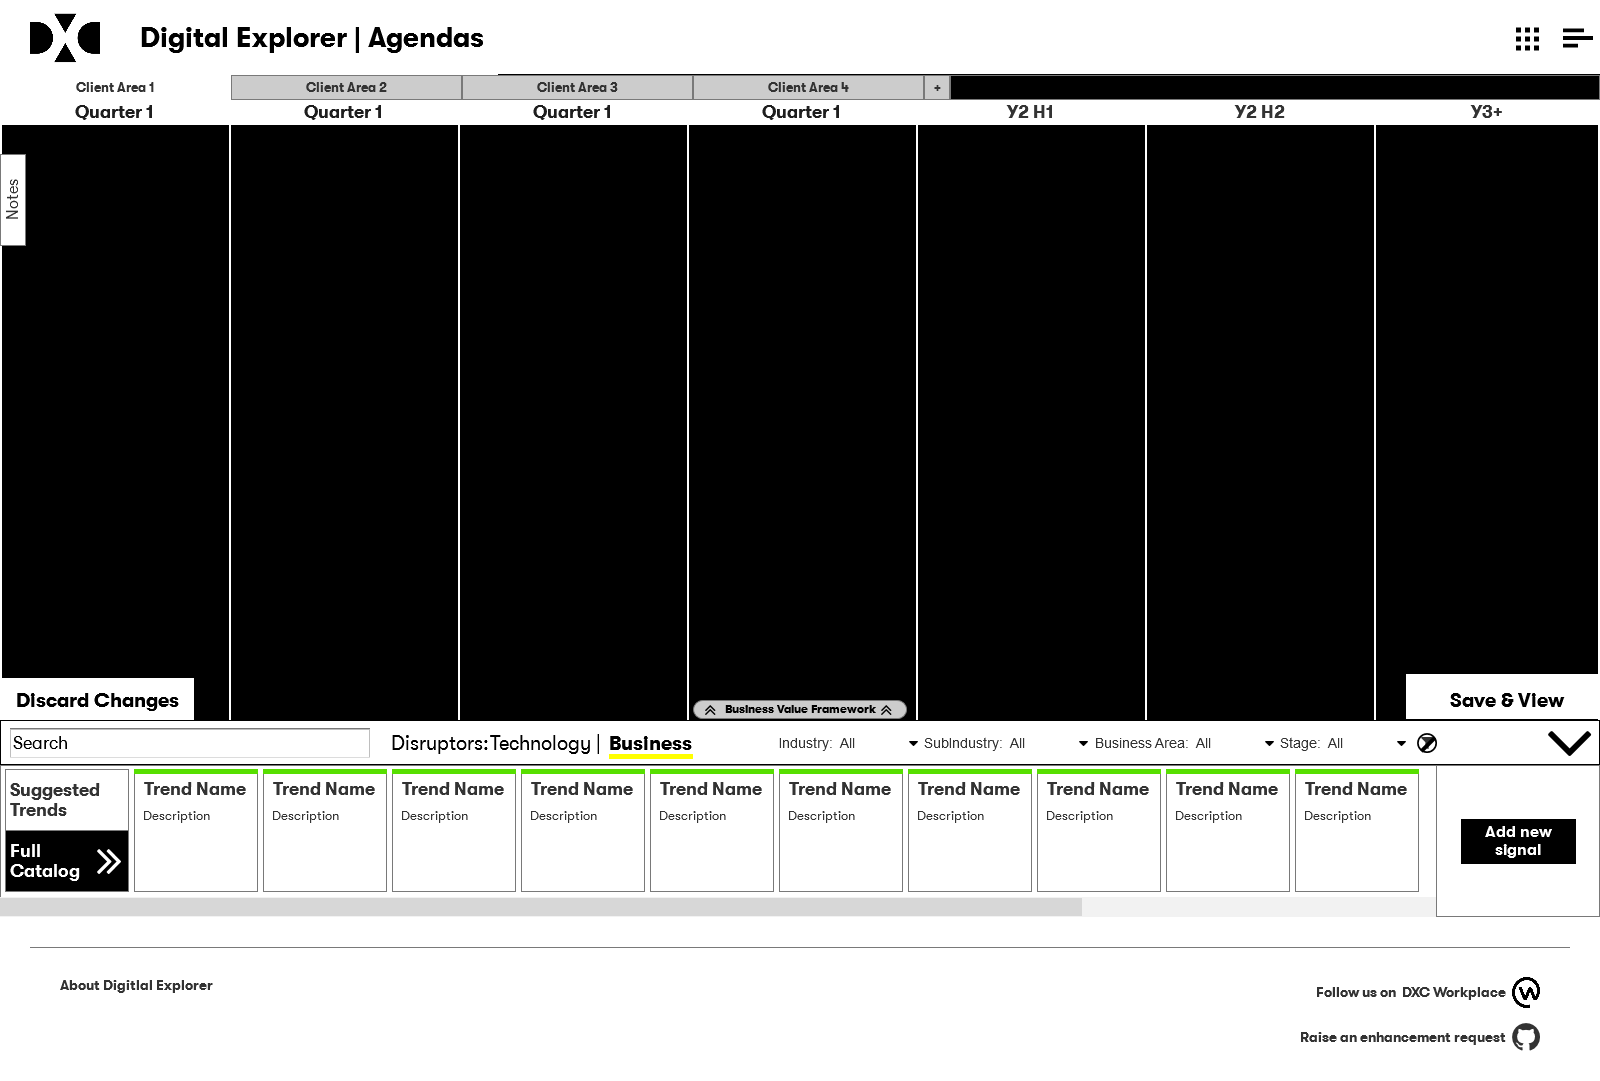 DXC
Digital Explorer | Agendas
Client Area 1
Client Area 2
Client Area 3
Client Area 4
+
Quarter 1
Quarter 1
Quarter 1
Quarter 1
Y2 H1
Y2 H2
Y3+
Notes
Discard Changes
Business Value Framework
Save & View
Search
Disruptors: Technology | Business
Industry: All
SubIndustry: All
Business Area: All
Stage: All
Suggested
Trends
Full
Catalog
Trend Name
Description
Trend Name
Description
Trend Name
Description
Trend Name
Description
Trend Name
Description
Trend Name
Description
Trend Name
Description
Trend Name
Description
Trend Name
Description
Trend Name
Description
Add new
signal
About Digitlal Explorer
Follow us on DXC Workplace
Raise an enhancement request